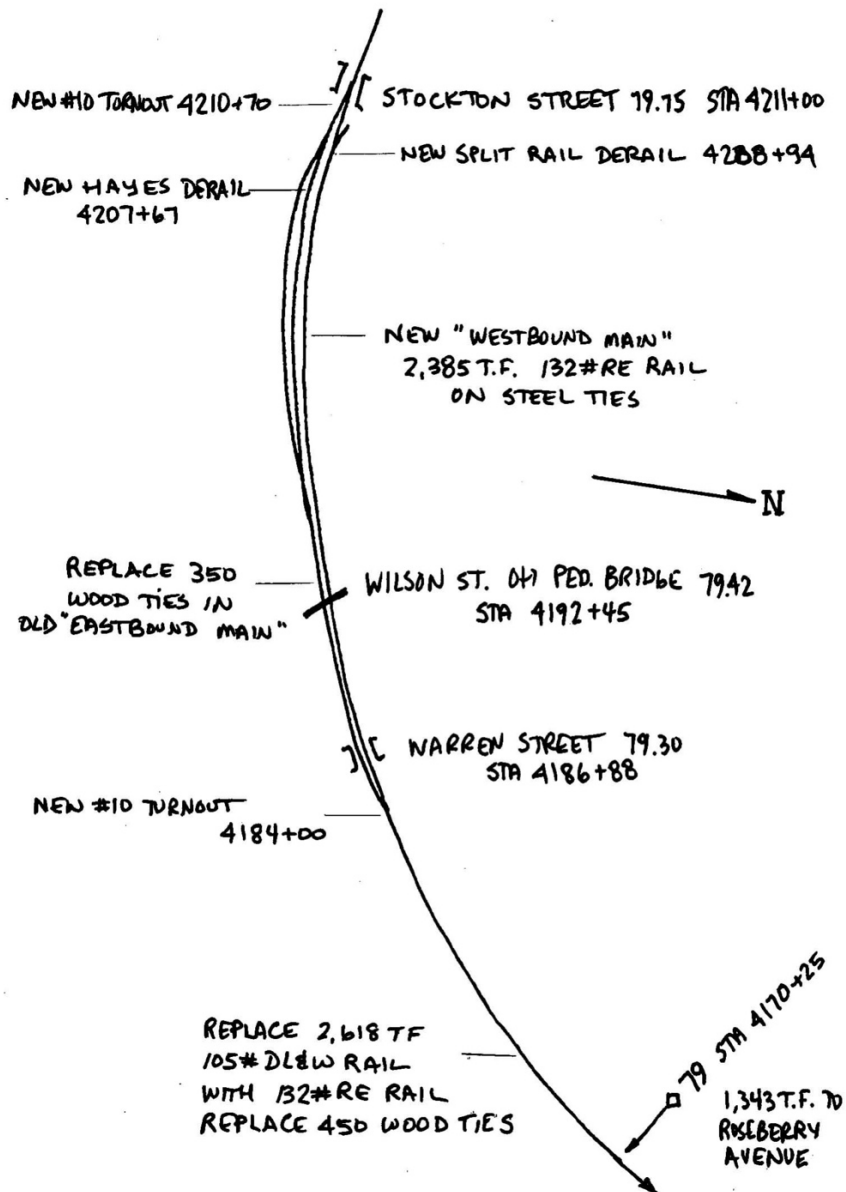 NEW #10 TURNOUT 4210+70
STOCKTON STREET 79.75 STA 4211+00
NEW SPLIT RAIL DERAIL 4288+94
NEW HAYES DERAIL
4207+67
NEW "WESTBOUND MAIN"
2,385 T.F. 132#RE RAIL
ON STEEL TIES
N
REPLACE 350
WOOD TIES IN
OLD "EASTBOUND MAIN"
WILSON ST. OH PED. BRIDGE 79.42
STA 4192+45
WARREN STREET 79.30
STA 4186+88
NEW #10 TURNOUT
4184+00
REPLACE 2,618 TF
105# DL&W RAIL
WITH 132#RE RAIL
REPLACE 450 WOOD TIES
79 STA 4170+25
1,343 T.F. TO
ROSEBERRY
AVENUE